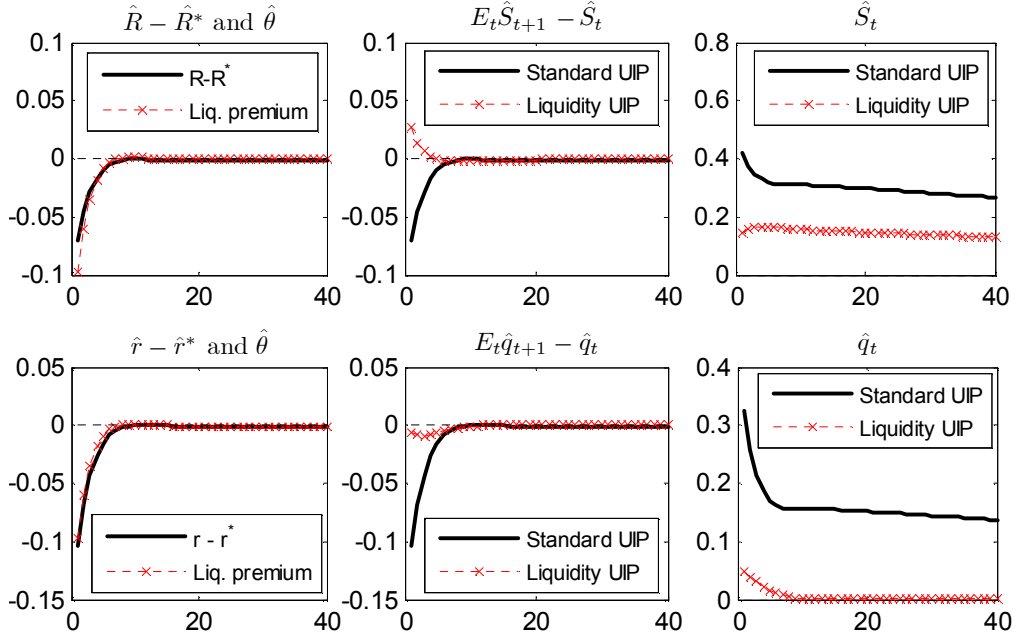 R̂ − R̂* and θ̂
0.1
0.05
0
-0.05
-0.1
R-R*
Liq. premium
0 20 40
E_tŜ_{t+1} − Ŝ_t
0.1
0.05
0
-0.05
-0.1
Standard UIP
Liquidity UIP
0 20 40
Ŝ_t
0.8
0.6
0.4
0.2
0
Standard UIP
Liquidity UIP
0 20 40
r̂ − r̂* and θ̂
0.05
0
-0.05
-0.1
-0.15
r - r*
Liq. premium
0 20 40
E_tq̂_{t+1} − q̂_t
0.05
0
-0.05
-0.1
-0.15
Standard UIP
Liquidity UIP
0 20 40
q̂_t
0.4
0.3
0.2
0.1
0
Standard UIP
Liquidity UIP
0 20 40